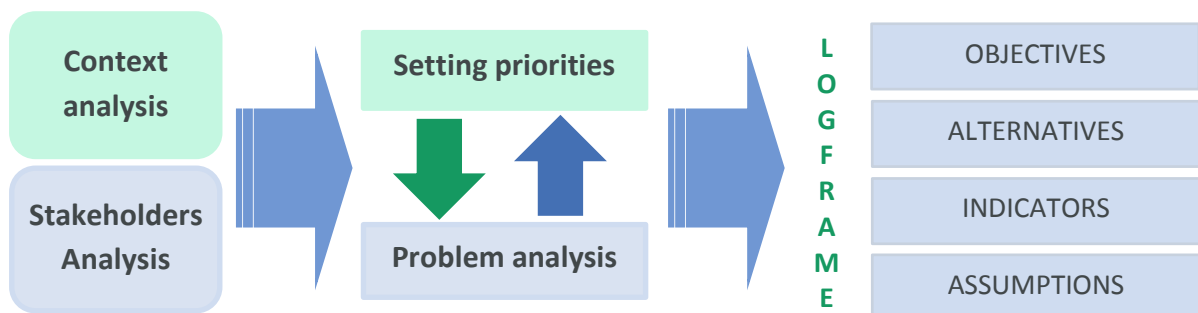 Context
analysis
Stakeholders
Analysis
Setting priorities
Problem analysis
L
O
G
F
R
A
M
E
OBJECTIVES
ALTERNATIVES
INDICATORS
ASSUMPTIONS